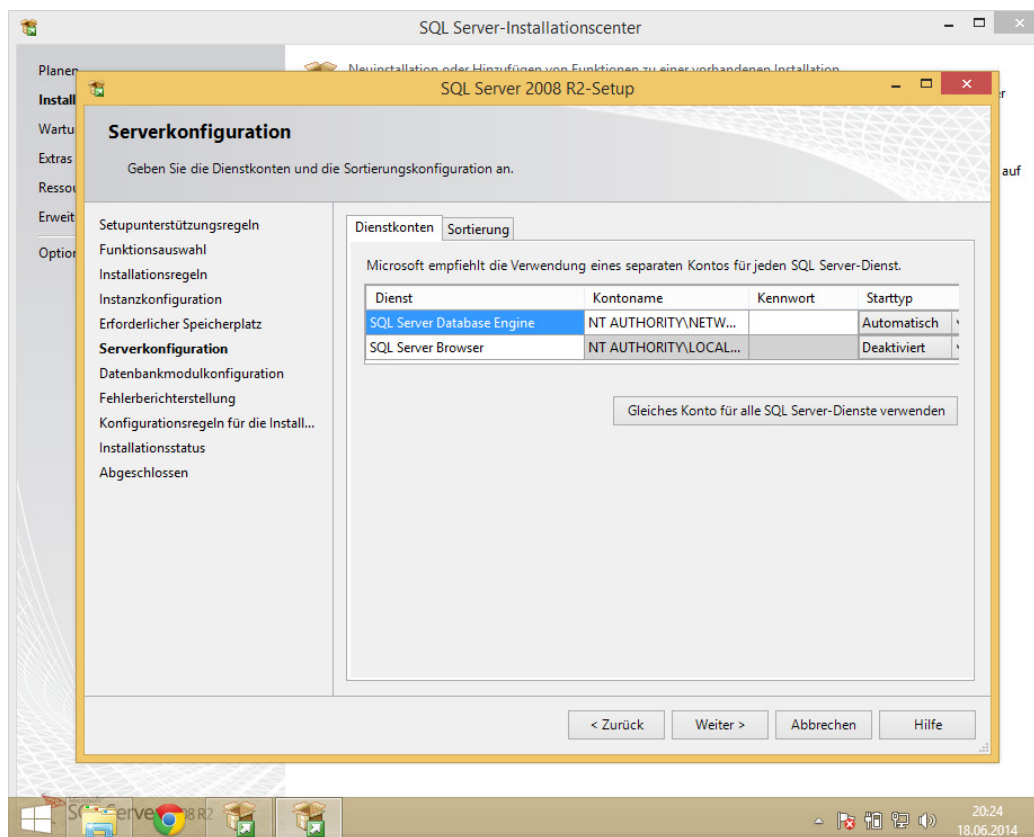 SQL Server-Installationscenter
Planen
Neuinstallation oder Hinzufügen von Funktionen zu einer vorhandenen Installation
Install
Wartu
Extras
auf
Ressou
Erweit
Option
SQL Server 2008 R2-Setup
Serverkonfiguration
Geben Sie die Dienstkonten und die Sortierungskonfiguration an.
Setupunterstützungsregeln
Funktionsauswahl
Installationsregeln
Instanzkonfiguration
Erforderlicher Speicherplatz
Serverkonfiguration
Datenbankmodulkonfiguration
Fehlerberichterstellung
Konfigurationsregeln für die Install...
Installationsstatus
Abgeschlossen
Dienstkonten Sortierung
Microsoft empfiehlt die Verwendung eines separaten Kontos für jeden SQL Server-Dienst.
Dienst Kontoname Kennwort Starttyp
SQL Server Database Engine NT AUTHORITY\NETW... Automatisch
SQL Server Browser NT AUTHORITY\LOCAL... Deaktiviert
Gleiches Konto für alle SQL Server-Dienste verwenden
< Zurück Weiter > Abbrechen Hilfe
20:24
18.06.2014